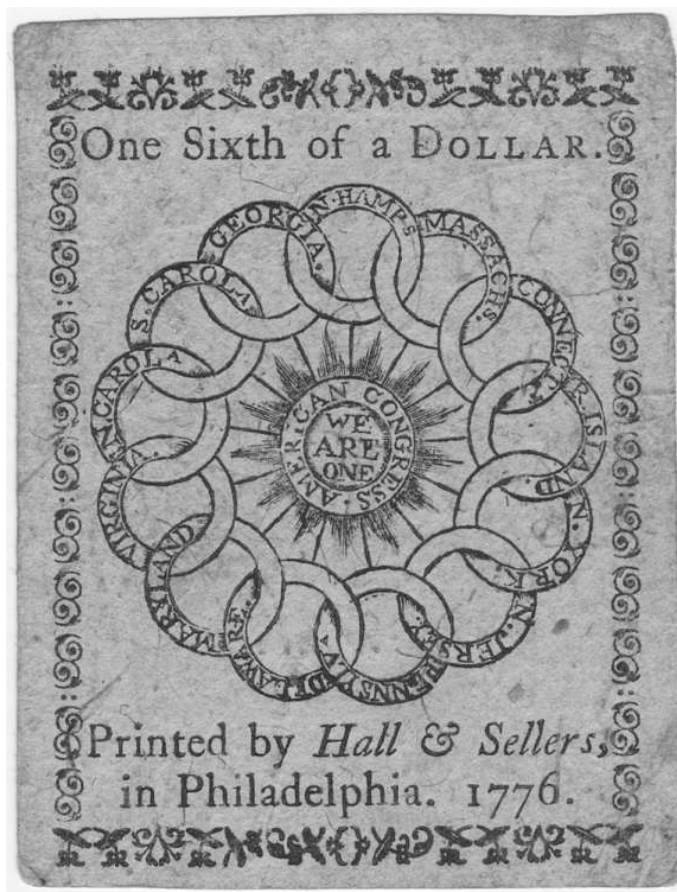 One Sixth of a DOLLAR.
N·HAMPs
MASSACHS.
CONNECTt
R·ISLAND.
N. YORK.
N. JERSEY.
PENNSYLVA
DELAWARE.
MARYLAND
VIRGINIA.
N.CAROLA
S. CAROLA
GEORGIA.
AMERICAN CONGRESS.
WE
ARE
ONE
Printed by Hall & Sellers,
in Philadelphia. 1776.